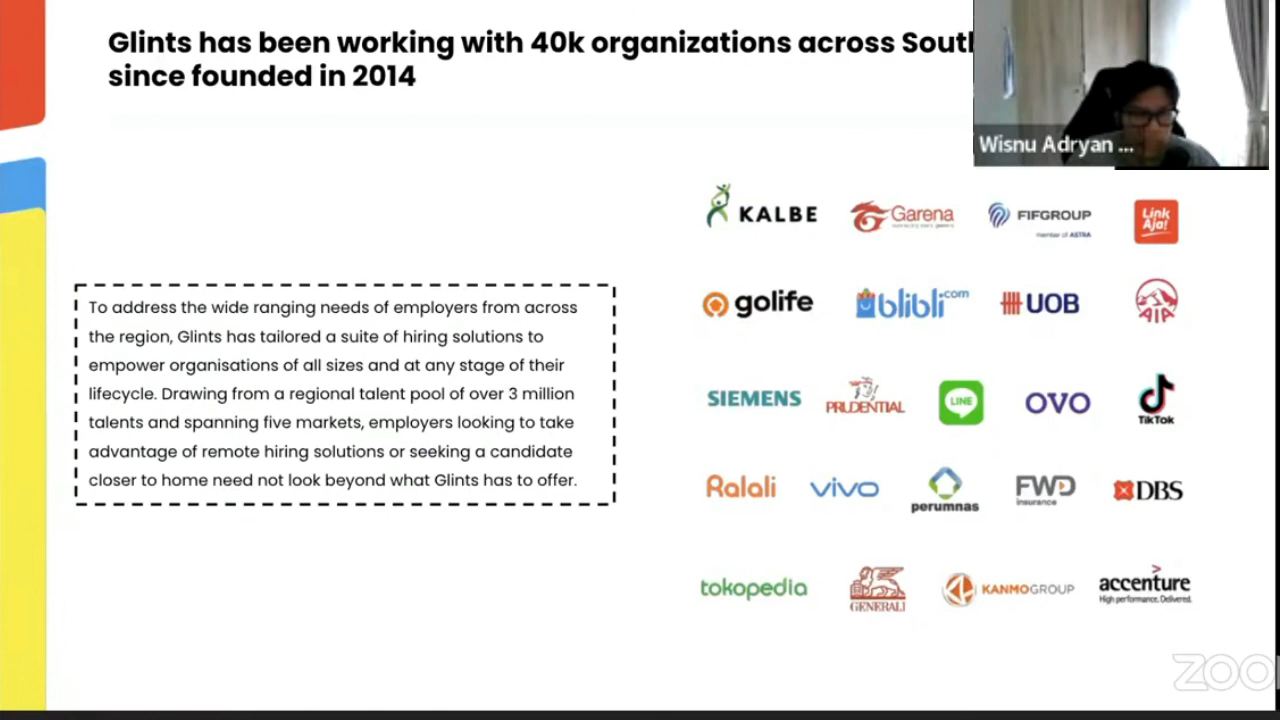 Glints has been working with 40k organizations across South
since founded in 2014
Wisnu Adryan ...
To address the wide ranging needs of employers from across
the region, Glints has tailored a suite of hiring solutions to
empower organisations of all sizes and at any stage of their
lifecycle. Drawing from a regional talent pool of over 3 million
talents and spanning five markets, employers looking to take
advantage of remote hiring solutions or seeking a candidate
closer to home need not look beyond what Glints has to offer.
KALBE
Garena
FIFGROUP
member of ASTRA
Link
Aja!
golife
blibli.com
UOB
AIA
SIEMENS
PRUDENTIAL
LINE
OVO
TikTok
Ralali
vivo
perumnas
FWD
insurance
DBS
tokopedia
GENERALI
KANMOGROUP
accenture
High performance. Delivered.
zoom